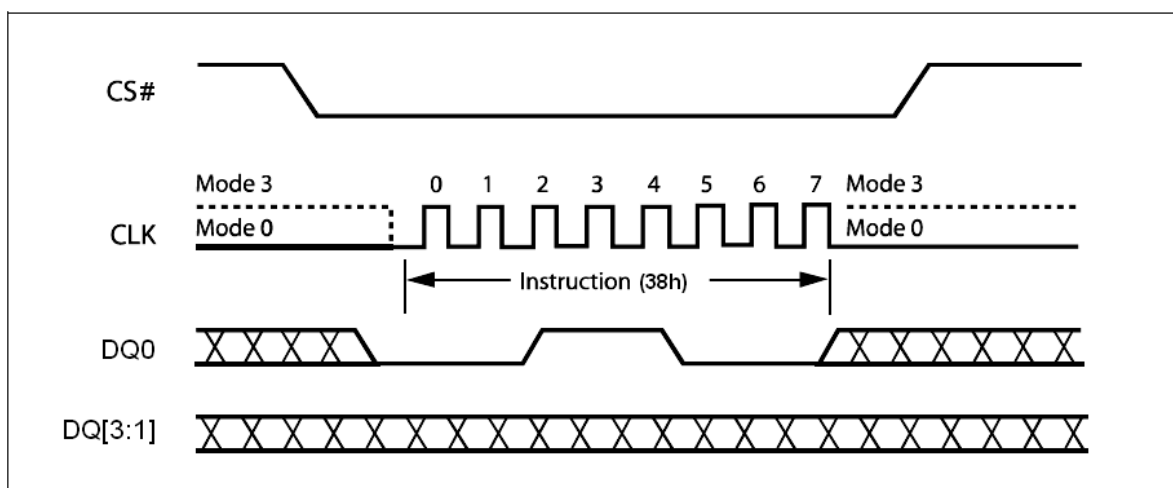 CS#
Mode 3 0 1 2 3 4 5 6 7 Mode 3
CLK Mode 0 Mode 0
Instruction (38h)
DQ0
DQ[3:1]